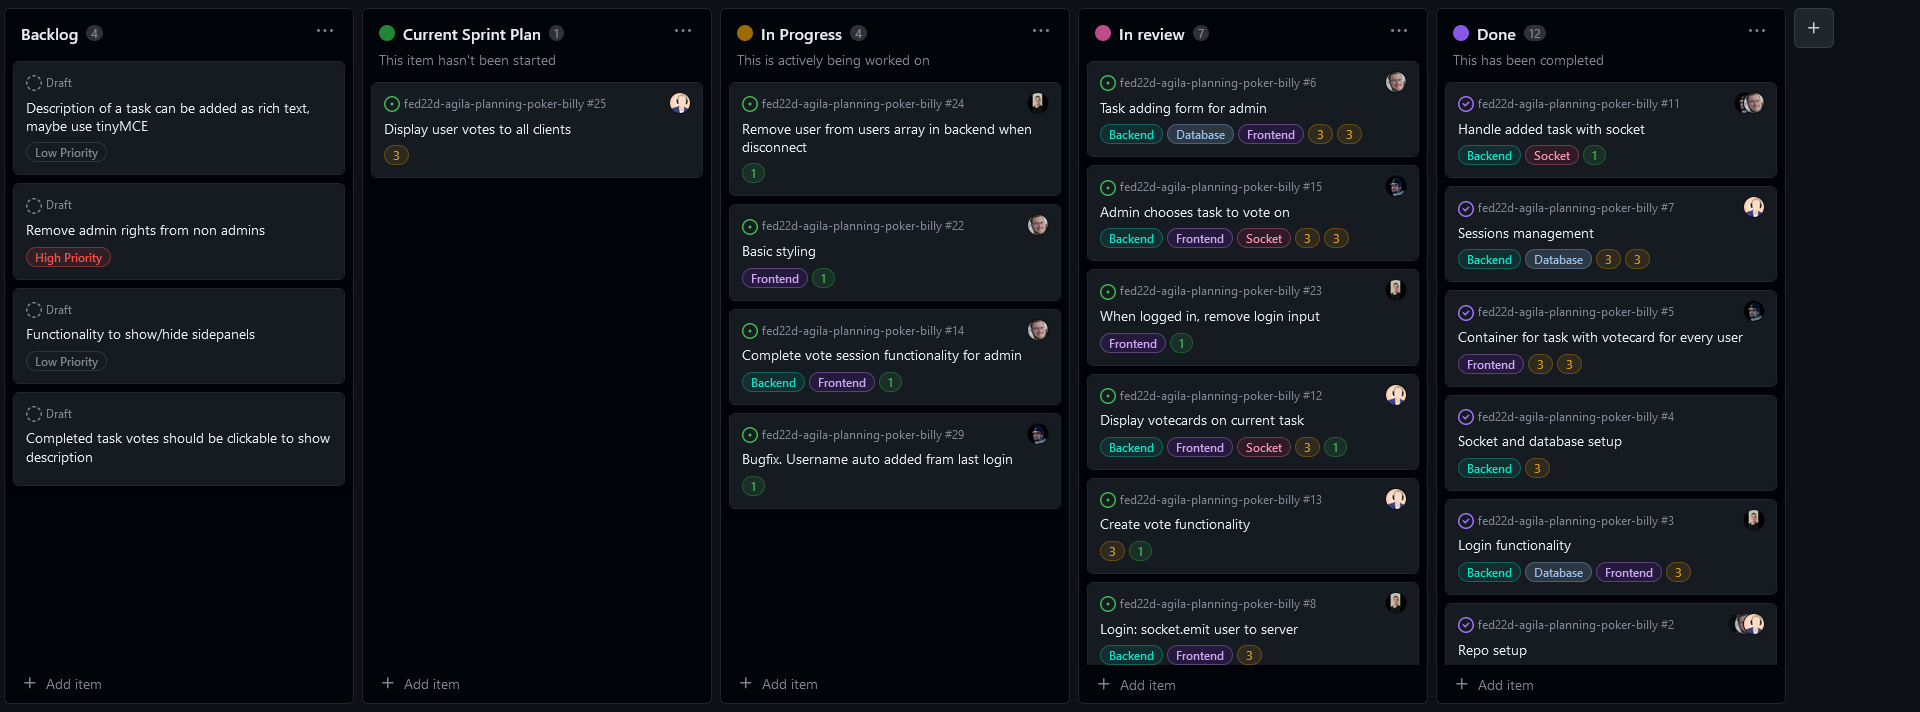 Backlog 4
Draft
Description of a task can be added as rich text,
maybe use tinyMCE
Low Priority
Draft
Remove admin rights from non admins
High Priority
Draft
Functionality to show/hide sidepanels
Low Priority
Draft
Completed task votes should be clickable to show
description
+ Add item
Current Sprint Plan 1
This item hasn't been started
fed22d-agila-planning-poker-billy #25
Display user votes to all clients
3
+ Add item
In Progress 4
This is actively being worked on
fed22d-agila-planning-poker-billy #24
Remove user from users array in backend when
disconnect
1
fed22d-agila-planning-poker-billy #22
Basic styling
Frontend 1
fed22d-agila-planning-poker-billy #14
Complete vote session functionality for admin
Backend Frontend 1
fed22d-agila-planning-poker-billy #29
Bugfix. Username auto added fram last login
1
+ Add item
In review 7
fed22d-agila-planning-poker-billy #6
Task adding form for admin
Backend Database Frontend 3 3
fed22d-agila-planning-poker-billy #15
Admin chooses task to vote on
Backend Frontend Socket 3 3
fed22d-agila-planning-poker-billy #23
When logged in, remove login input
Frontend 1
fed22d-agila-planning-poker-billy #12
Display votecards on current task
Backend Frontend Socket 3 1
fed22d-agila-planning-poker-billy #13
Create vote functionality
3 1
fed22d-agila-planning-poker-billy #8
Login: socket.emit user to server
Backend Frontend 3
+ Add item
Done 12
This has been completed
fed22d-agila-planning-poker-billy #11
Handle added task with socket
Backend Socket 1
fed22d-agila-planning-poker-billy #7
Sessions management
Backend Database 3 3
fed22d-agila-planning-poker-billy #5
Container for task with votecard for every user
Frontend 3 3
fed22d-agila-planning-poker-billy #4
Socket and database setup
Backend 3
fed22d-agila-planning-poker-billy #3
Login functionality
Backend Database Frontend 3
fed22d-agila-planning-poker-billy #2
Repo setup
+ Add item
+